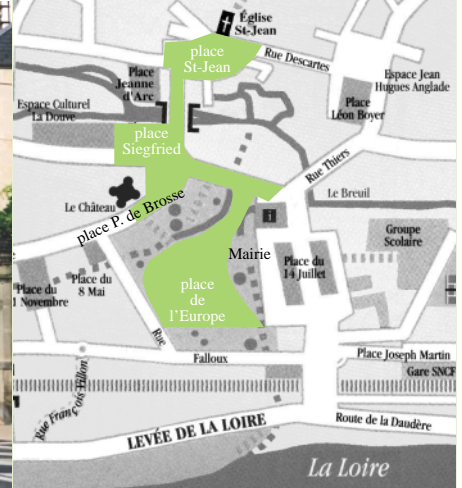 Église
St-Jean
place
St-Jean
Rue Descartes
Place
Jeanne
d'Arc
Espace Jean
Hugues Anglade
Espace Culturel
La Douve
Place
Léon Boyer
place
Siegfried
Rue Thiers
Le Château
place P. de Brosse
Le Breuil
i
Groupe
Scolaire
Mairie
Place du
14 Juillet
Place du
8 Mai
Place du
1 Novembre
place
de
l'Europe
Rue
Falloux
Place Joseph Martin
Gare SNCF
Rue François Villon
LEVÉE DE LA LOIRE
Route de la Daudère
La Loire